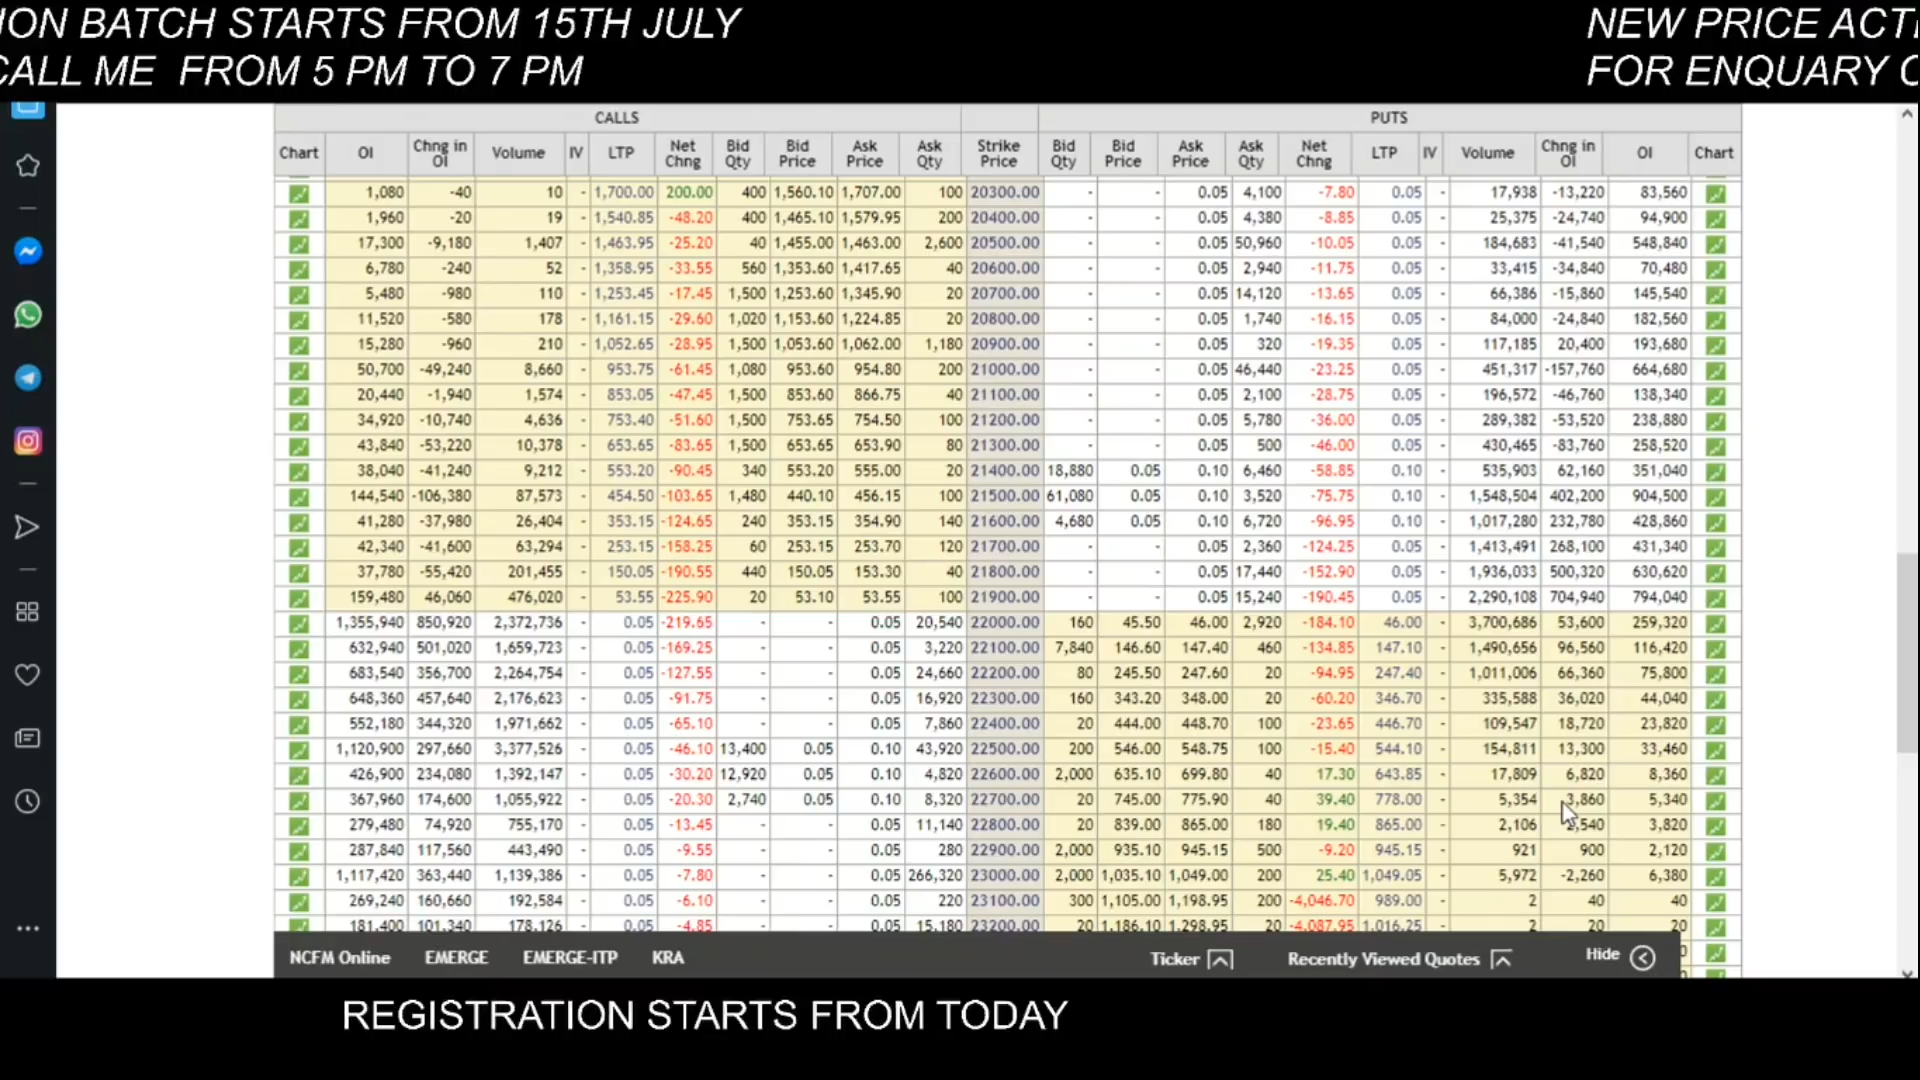 ION BATCH STARTS FROM 15TH JULY NEW PRICE ACTI
CALL ME FROM 5 PM TO 7 PM FOR ENQUARY C
CALLS PUTS
Chart OI Chng in OI Volume IV LTP Net Chng Bid Qty Bid Price Ask Price Ask Qty Strike Price Bid Qty Bid Price Ask Price Ask Qty Net Chng LTP IV Volume Chng in OI OI Chart
1,080 -40 10 - 1,700.00 200.00 400 1,560.10 1,707.00 100 20300.00 - - 0.05 4,100 -7.80 0.05 - 17,938 -13,220 83,560
1,960 -20 19 - 1,540.85 -48.20 400 1,465.10 1,579.95 200 20400.00 - - 0.05 4,380 -8.85 0.05 - 25,375 -24,740 94,900
17,300 -9,180 1,407 - 1,463.95 -25.20 40 1,455.00 1,463.00 2,600 20500.00 - - 0.05 50,960 -10.05 0.05 - 184,683 -41,540 548,840
6,780 -240 52 - 1,358.95 -33.55 560 1,353.60 1,417.65 40 20600.00 - - 0.05 2,940 -11.75 0.05 - 33,415 -34,840 70,480
5,480 -980 110 - 1,253.45 -17.45 1,500 1,253.60 1,345.90 20 20700.00 - - 0.05 14,120 -13.65 0.05 - 66,386 -15,860 145,540
11,520 -580 178 - 1,161.15 -29.60 1,020 1,153.60 1,224.85 20 20800.00 - - 0.05 1,740 -16.15 0.05 - 84,000 -24,840 182,560
15,280 -960 210 - 1,052.65 -28.95 1,500 1,053.60 1,062.00 1,180 20900.00 - - 0.05 320 -19.35 0.05 - 117,185 20,400 193,680
50,700 -49,240 8,660 - 953.75 -61.45 1,080 953.60 954.80 200 21000.00 - - 0.05 46,440 -23.25 0.05 - 451,317 -157,760 664,680
20,440 -1,940 1,574 - 853.05 -47.45 1,500 853.60 866.75 40 21100.00 - - 0.05 2,100 -28.75 0.05 - 196,572 -46,760 138,340
34,920 -10,740 4,636 - 753.40 -51.60 1,500 753.65 754.50 100 21200.00 - - 0.05 5,780 -36.00 0.05 - 289,382 -53,520 238,880
43,840 -53,220 10,378 - 653.65 -83.65 1,500 653.65 653.90 80 21300.00 - - 0.05 500 -46.00 0.05 - 430,465 -83,760 258,520
38,040 -41,240 9,212 - 553.20 -90.45 340 553.20 555.00 20 21400.00 18,880 0.05 0.10 6,460 -58.85 0.10 - 535,903 62,160 351,040
144,540 -106,380 87,573 - 454.50 -103.65 1,480 440.10 456.15 100 21500.00 61,080 0.05 0.10 3,520 -75.75 0.10 - 1,548,504 402,200 904,500
41,280 -37,980 26,404 - 353.15 -124.65 240 353.15 354.90 140 21600.00 4,680 0.05 0.10 6,720 -96.95 0.10 - 1,017,280 232,780 428,860
42,340 -41,600 63,294 - 253.15 -158.25 60 253.15 253.70 120 21700.00 - - 0.05 2,360 -124.25 0.05 - 1,413,491 268,100 431,340
37,780 -55,420 201,455 - 150.05 -190.55 440 150.05 153.30 40 21800.00 - - 0.05 17,440 -152.90 0.05 - 1,936,033 500,320 630,620
159,480 46,060 476,020 - 53.55 -225.90 20 53.10 53.55 100 21900.00 - - 0.05 15,240 -190.45 0.05 - 2,290,108 704,940 794,040
1,355,940 850,920 2,372,736 - 0.05 -219.65 - - 0.05 20,540 22000.00 160 45.50 46.00 2,920 -184.10 46.00 - 3,700,686 53,600 259,320
632,940 501,020 1,659,723 - 0.05 -169.25 - - 0.05 3,220 22100.00 7,840 146.60 147.40 460 -134.85 147.10 - 1,490,656 96,560 116,420
683,540 356,700 2,264,754 - 0.05 -127.55 - - 0.05 24,660 22200.00 80 245.50 247.60 20 -94.95 247.40 - 1,011,006 66,360 75,800
648,360 457,640 2,176,623 - 0.05 -91.75 - - 0.05 16,920 22300.00 160 343.20 348.00 20 -60.20 346.70 - 335,588 36,020 44,040
552,180 344,320 1,971,662 - 0.05 -65.10 - - 0.05 7,860 22400.00 20 444.00 448.70 100 -23.65 446.70 - 109,547 18,720 23,820
1,120,900 297,660 3,377,526 - 0.05 -46.10 13,400 0.05 0.10 43,920 22500.00 200 546.00 548.75 100 -15.40 544.10 - 154,811 13,300 33,460
426,900 234,080 1,392,147 - 0.05 -30.20 12,920 0.05 0.10 4,820 22600.00 2,000 635.10 699.80 40 17.30 643.85 - 17,809 6,820 8,360
367,960 174,600 1,055,922 - 0.05 -20.30 2,740 0.05 0.10 8,320 22700.00 20 745.00 775.90 40 39.40 778.00 - 5,354 3,860 5,340
279,480 74,920 755,170 - 0.05 -13.45 - - 0.05 11,140 22800.00 20 839.00 865.00 180 19.40 865.00 - 2,106 3,820
287,840 117,560 443,490 - 0.05 -9.55 - - 0.05 280 22900.00 2,000 935.10 945.15 500 -9.20 945.15 - 921 900 2,120
1,117,420 363,440 1,139,386 - 0.05 -7.80 - - 0.05 266,320 23000.00 2,000 1,035.10 1,049.00 200 25.40 1,049.05 - 5,972 -2,260 6,380
269,240 160,660 192,584 - 0.05 -6.10 - - 0.05 220 23100.00 300 1,105.00 1,198.95 200 -4,046.70 989.00 - 2 40 40
181,400 101,340 178,126 - 0.05 -4.85 - - 0.05 15,180 23200.00 20 1,186.10 1,298.95 20 -4,087.95 1,016.25 - 2 20 20
NCFM Online EMERGE EMERGE-ITP KRA Ticker Recently Viewed Quotes Hide
REGISTRATION STARTS FROM TODAY